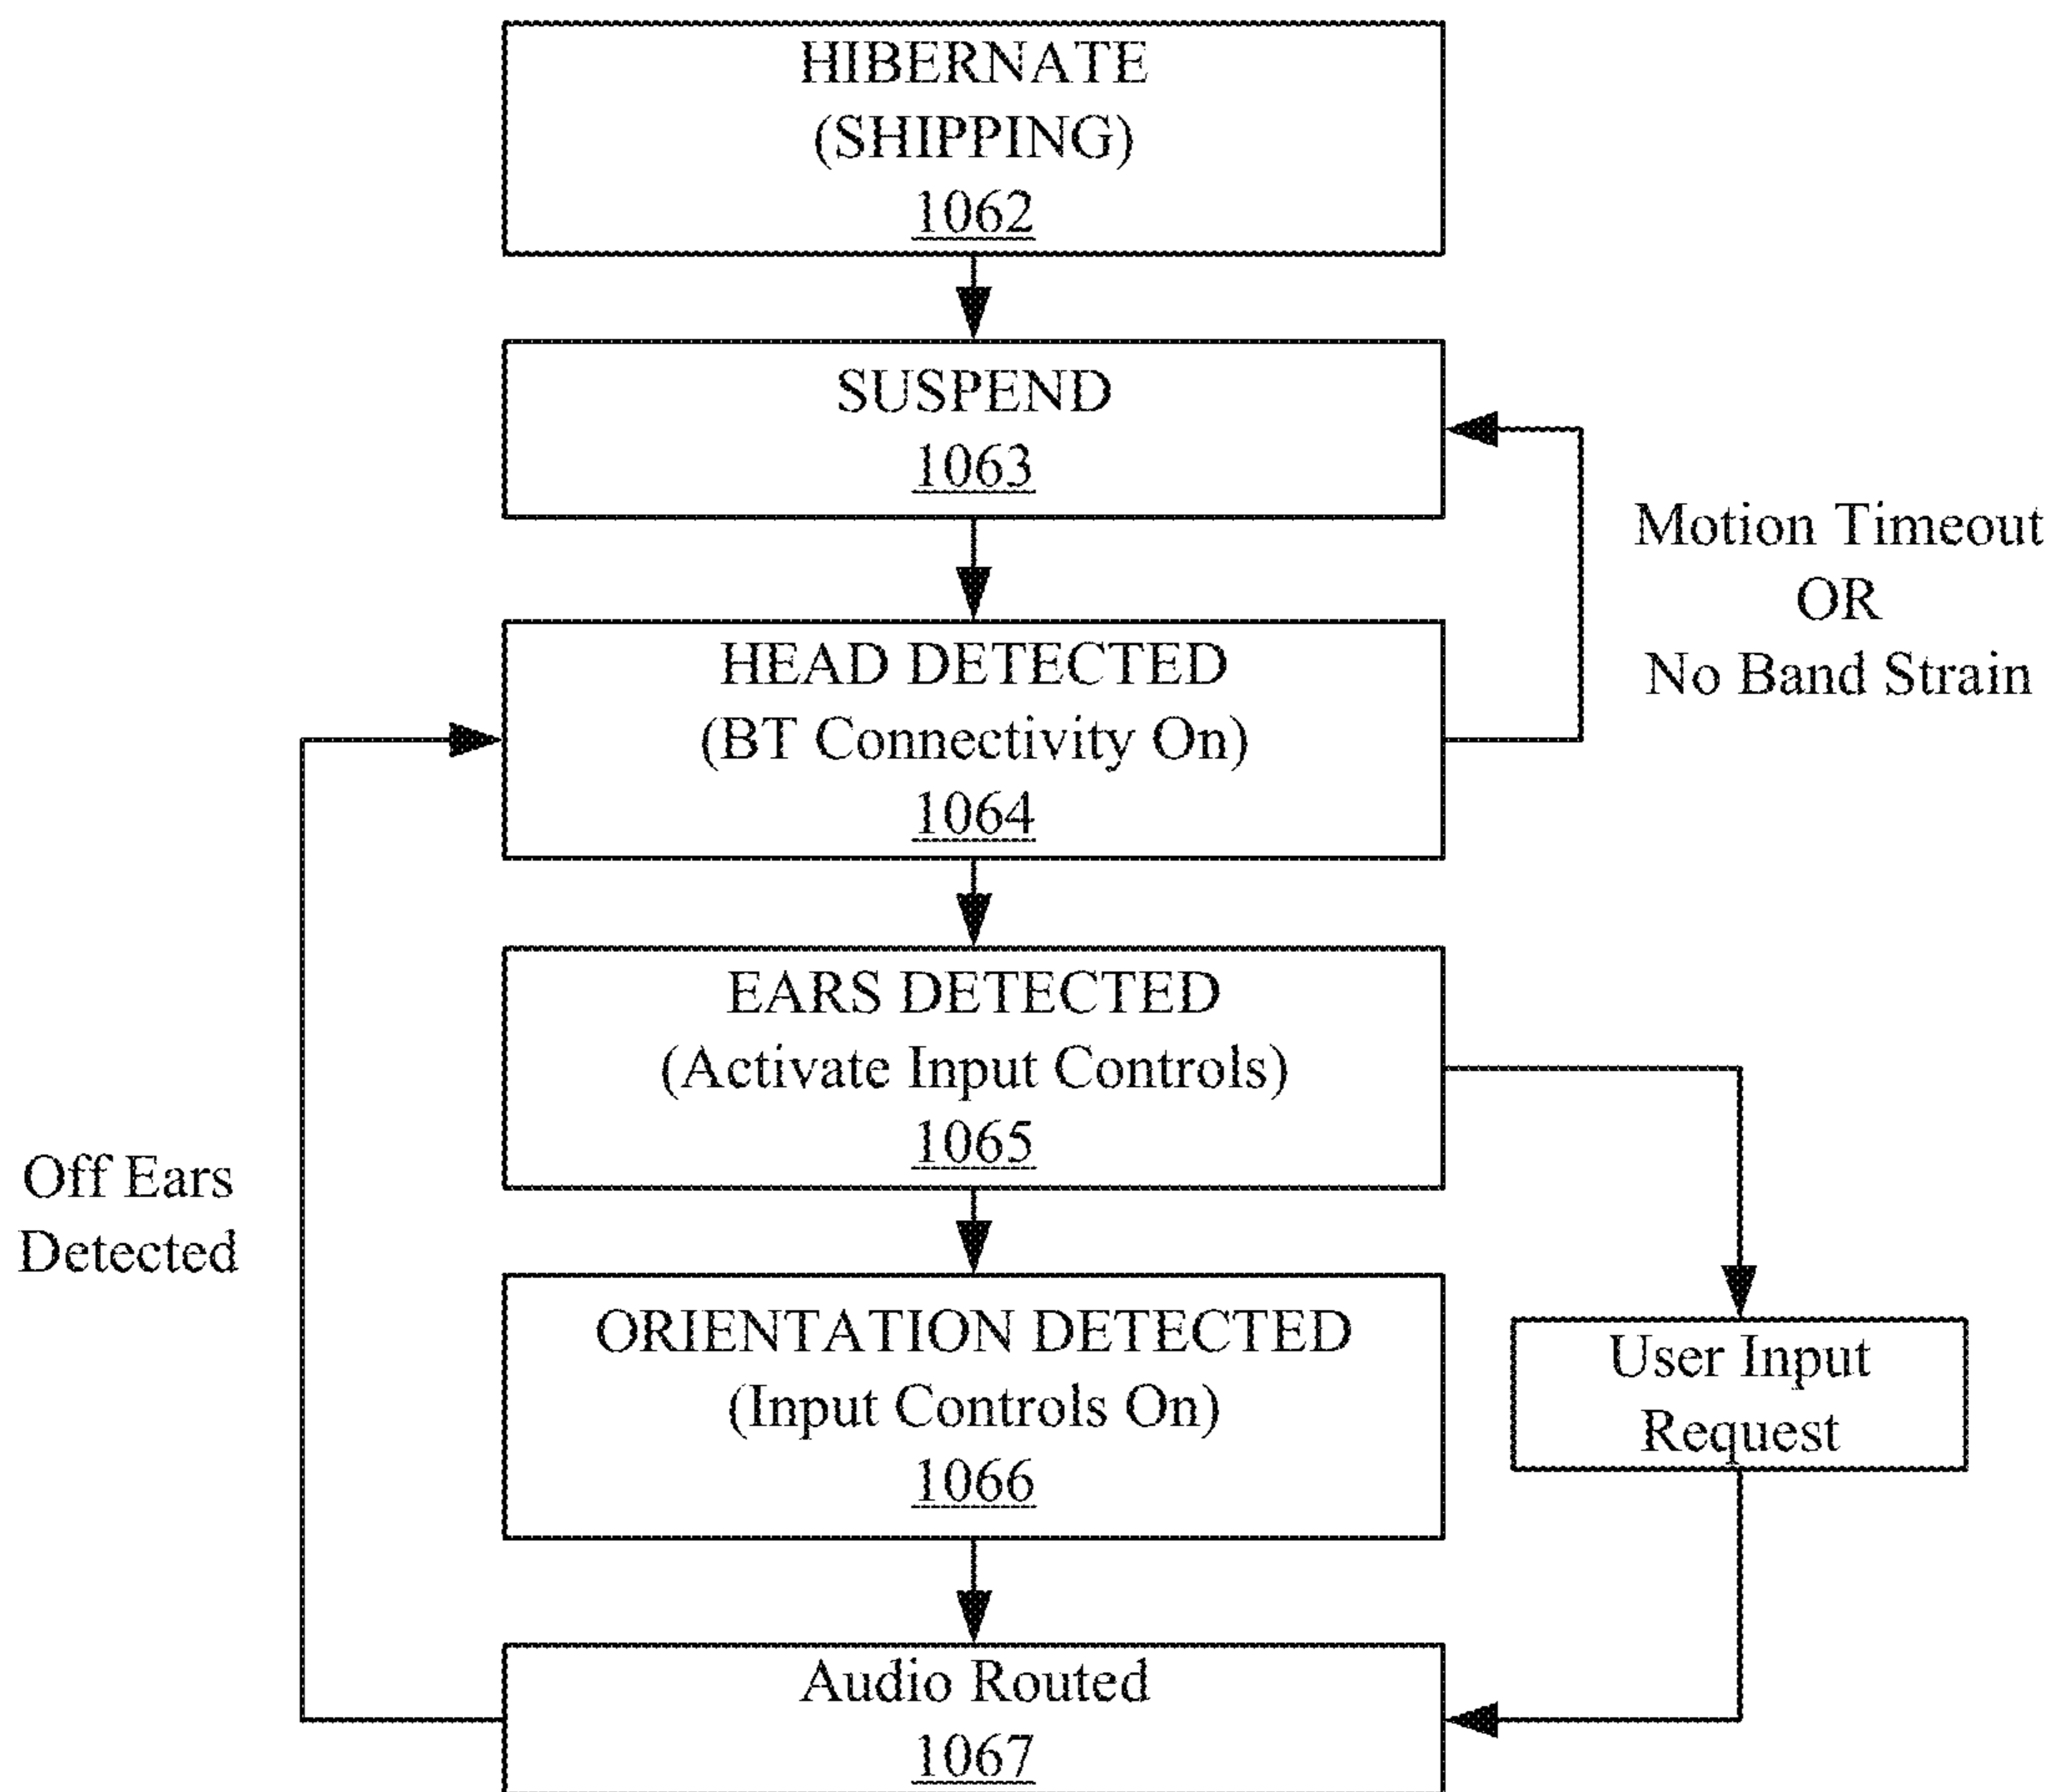 HIBERNATE
(SHIPPING)
1062
SUSPEND
1063
Motion Timeout
OR
No Band Strain
HEAD DETECTED
(BT Connectivity On)
1064
EARS DETECTED
(Activate Input Controls)
1065
Off Ears
Detected
ORIENTATION DETECTED
(Input Controls On)
1066
User Input
Request
Audio Routed
1067